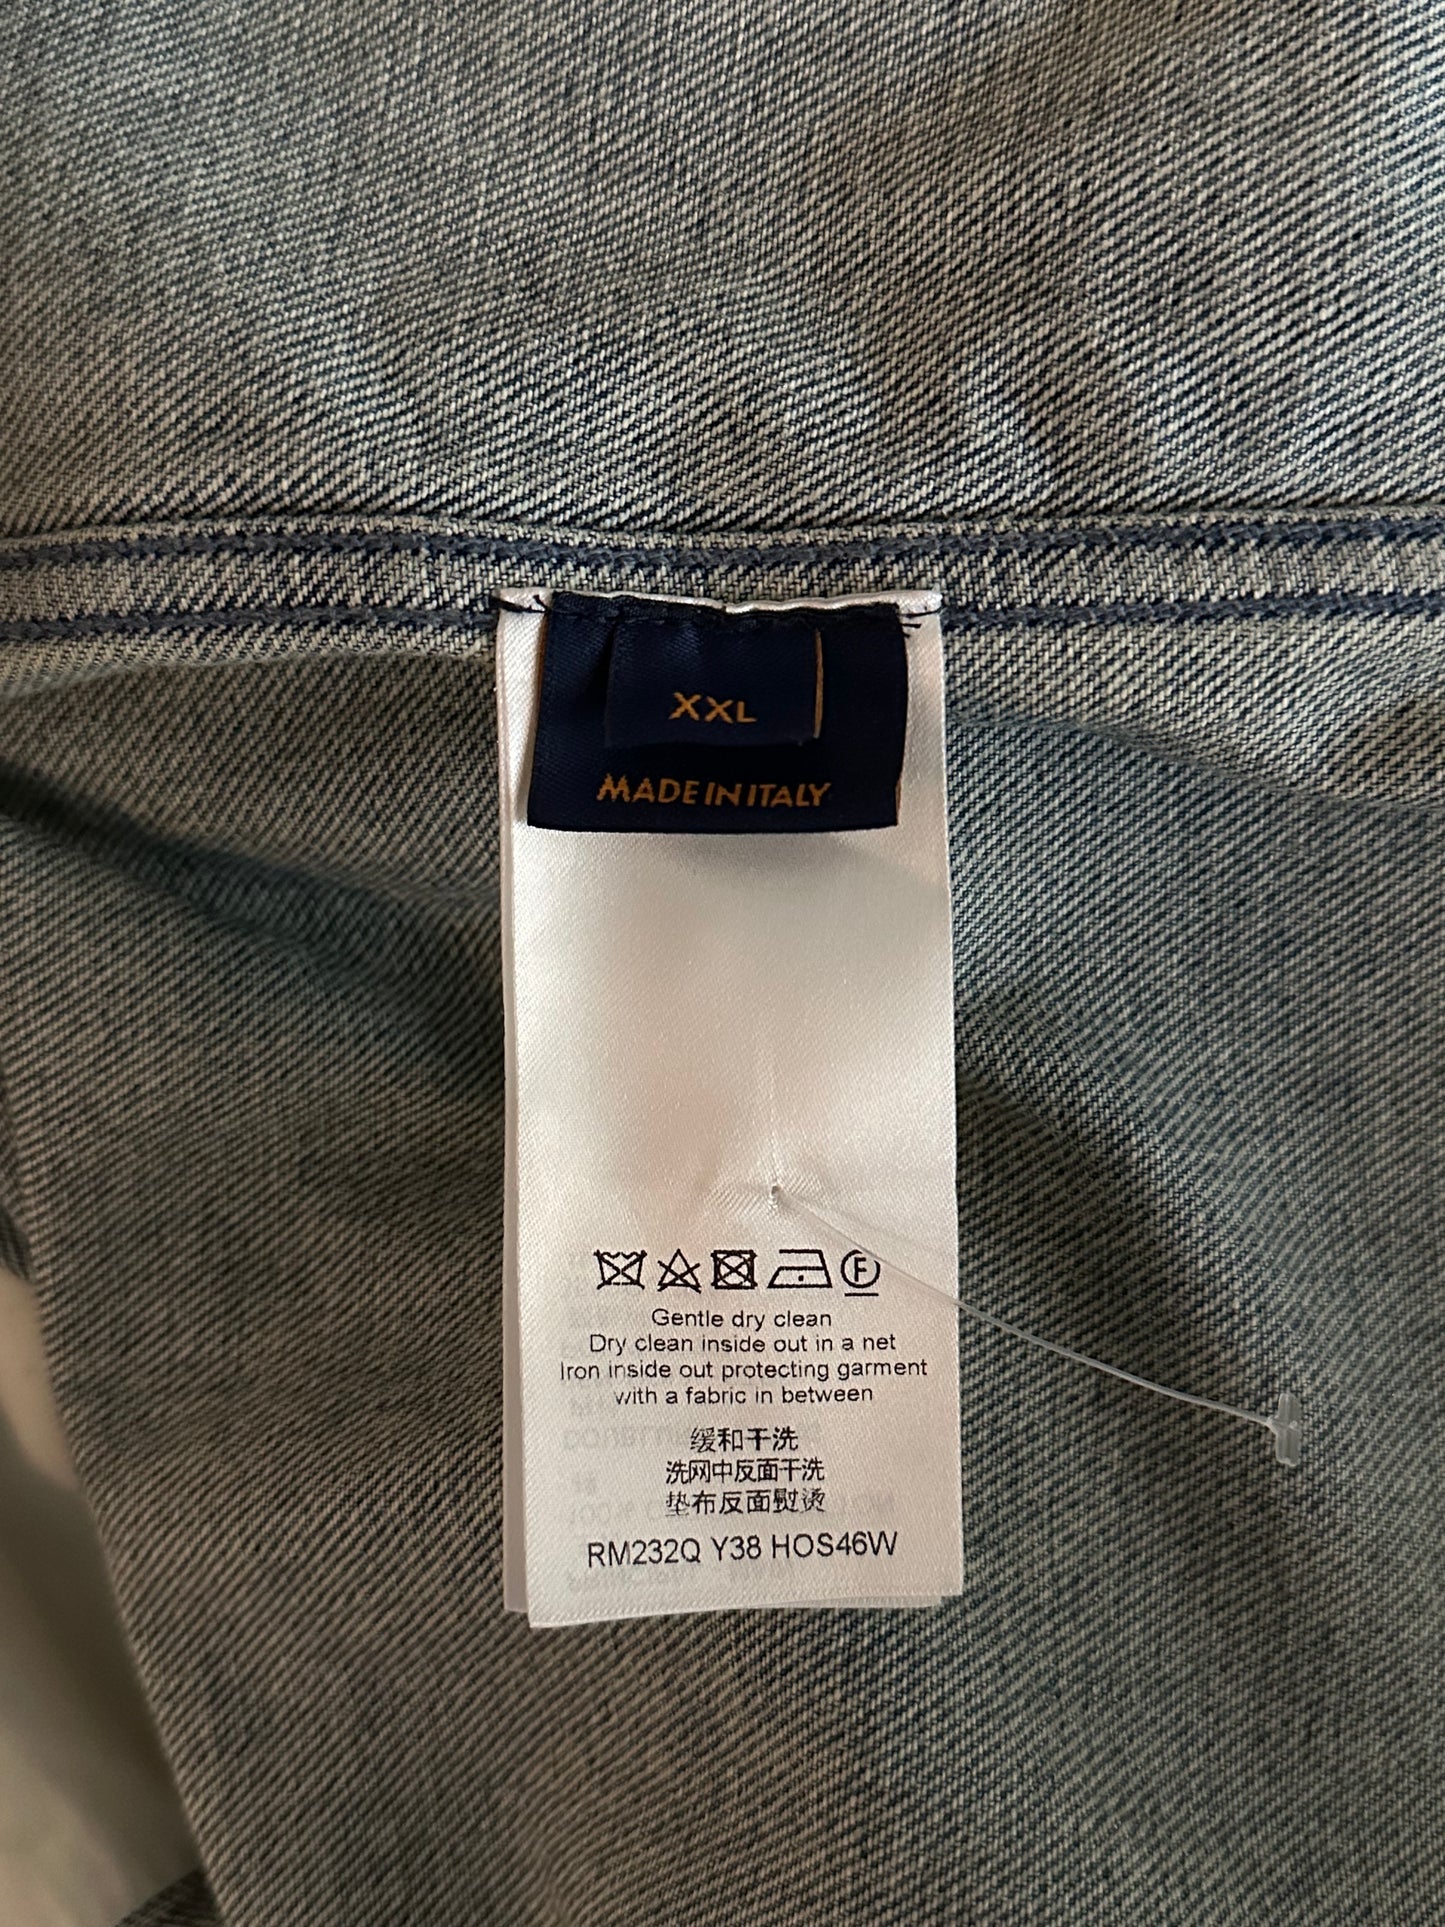 XXL
MADE IN ITALY
F
Gentle dry clean
Dry clean inside out in a net
Iron inside out protecting garment
with a fabric in between
缓和干洗
洗网中反面干洗
垫布反面熨烫
RM232Q Y38 HOS46W